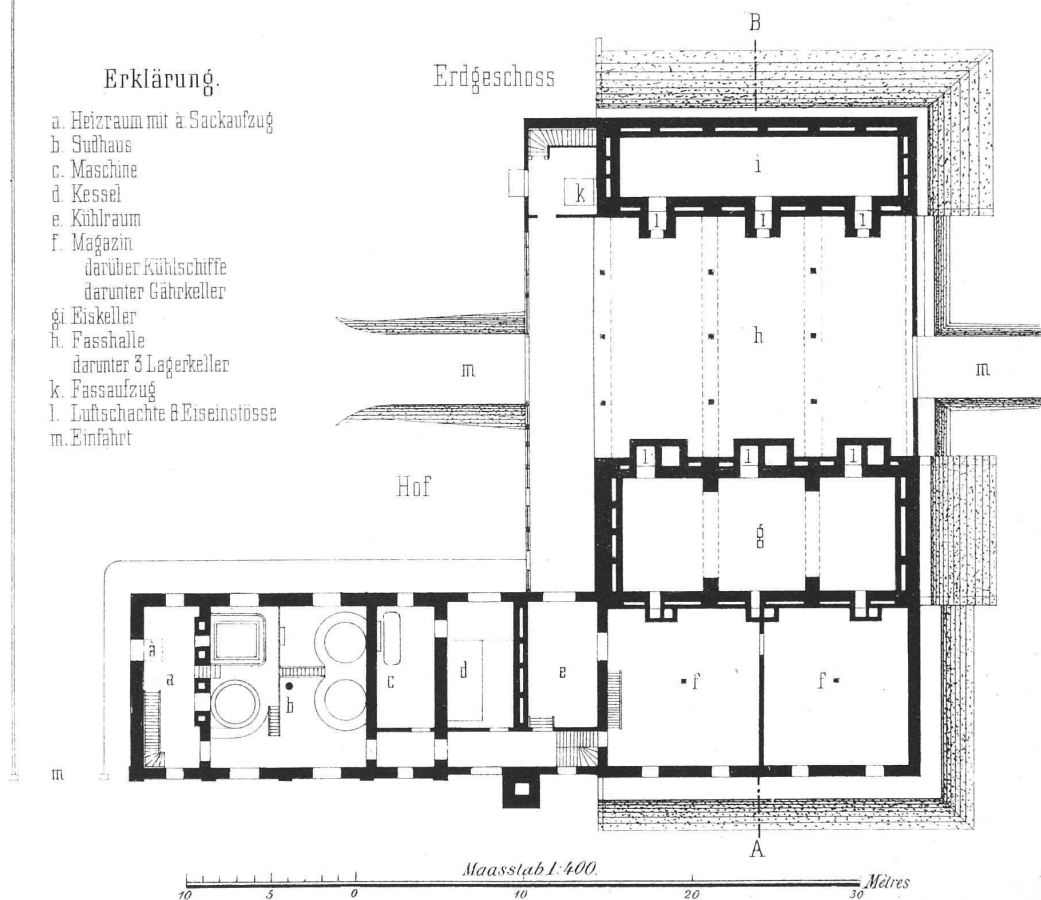 Erklärung.
a. Heizraum mit à Sackaufzug
b. Sudhaus
c. Maschine
d. Kessel
e. Kühlraum
f. Magazin
darüber Kühlschiffe
darunter Gährkeller
gi. Eiskeller
h. Fasshalle
darunter 3 Lagerkeller
k. Fassaufzug
l. Luftschachte & Eiseinstösse
m. Einfahrt
Erdgeschoss
B
i
k
l l l
h
m m
l l l
Hof
g
à
a b c d e f f
m
A
Maasstab 1:400.
10 5 0 10 20 30 Mètres